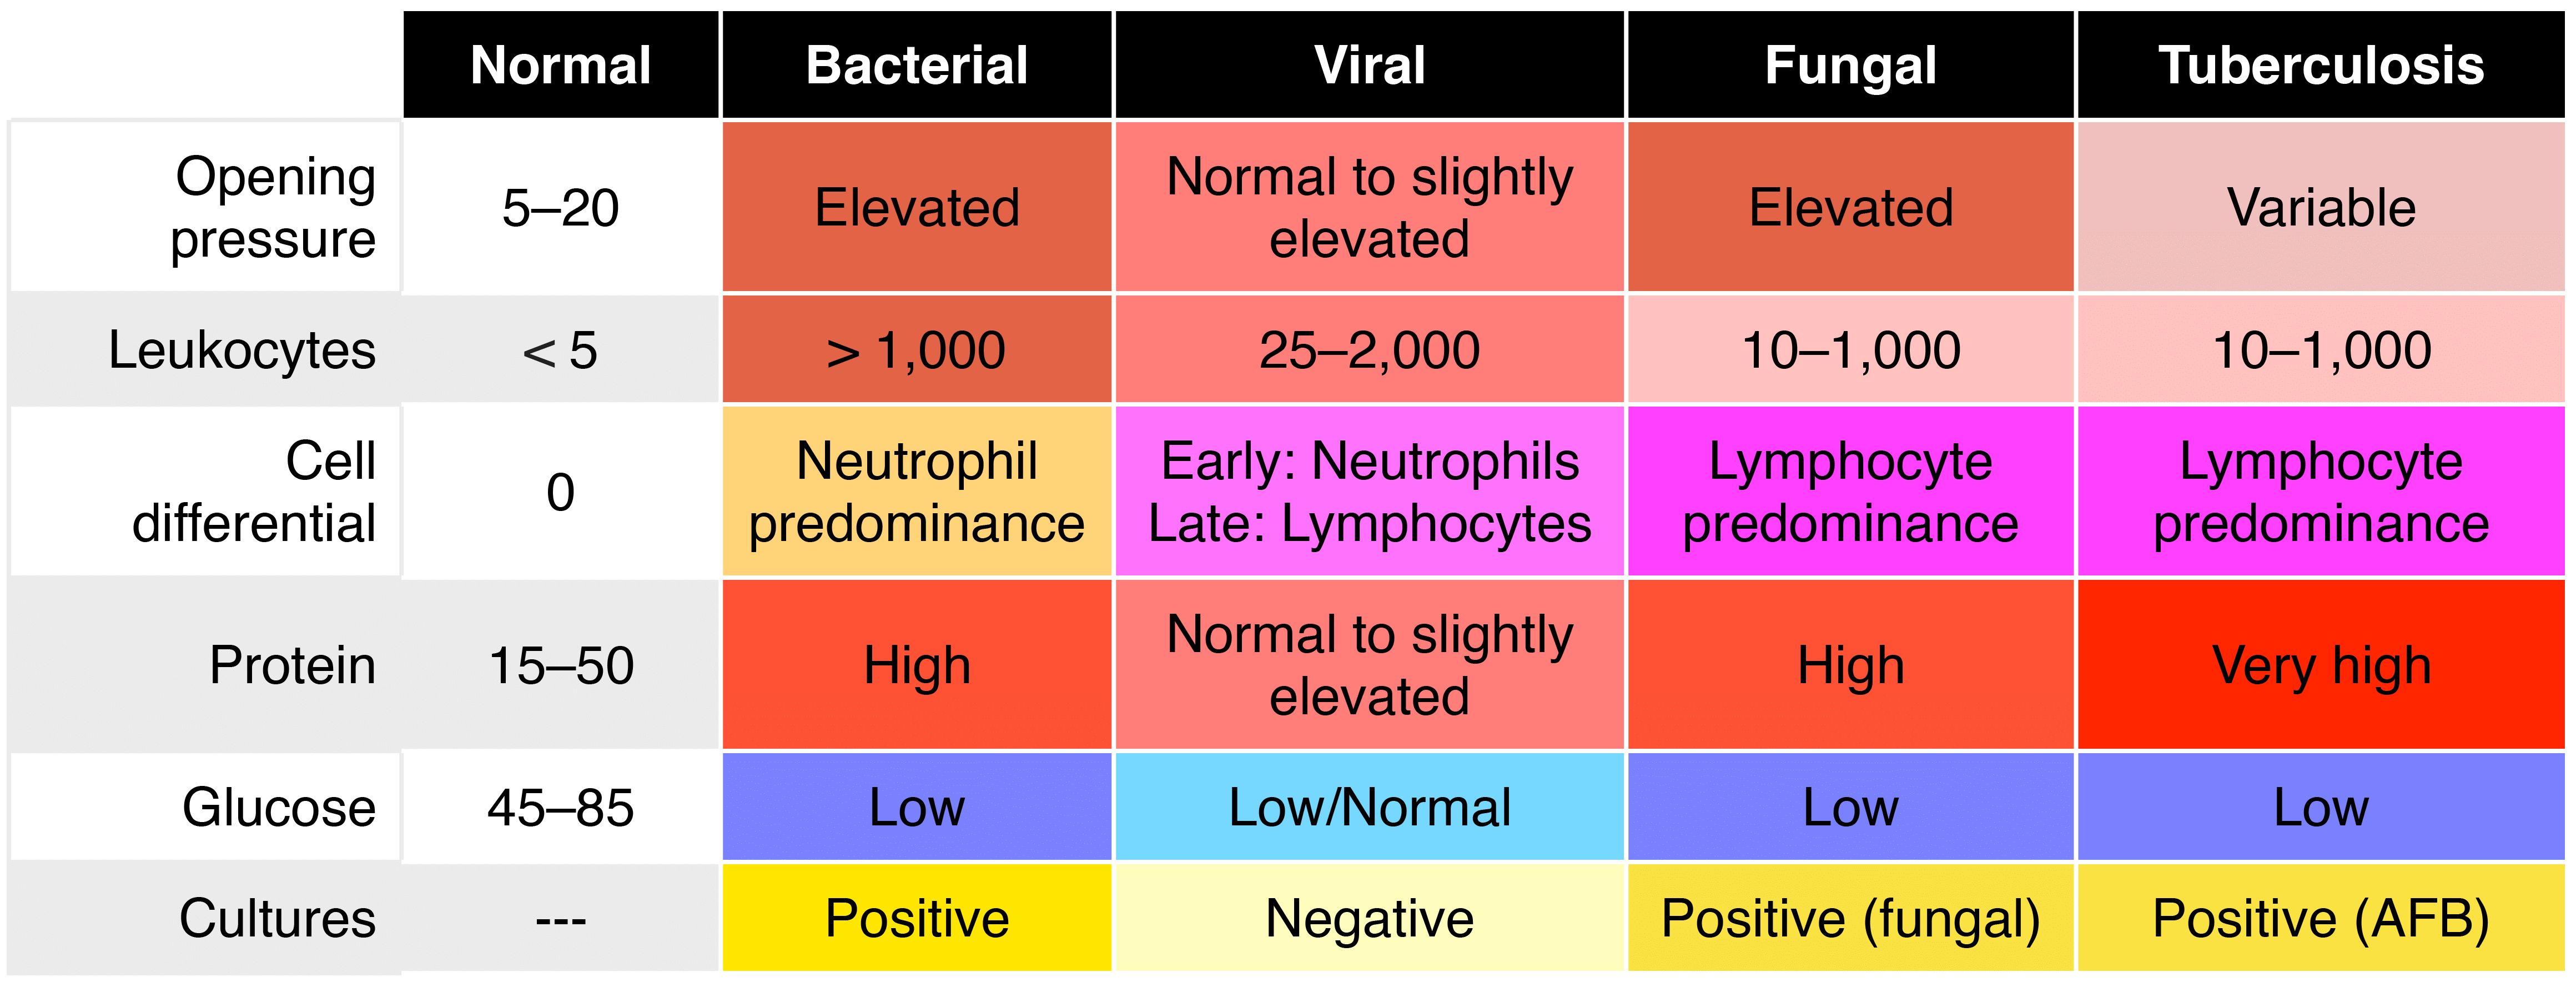 Normal Bacterial Viral Fungal Tuberculosis
Opening
pressure
5–20
Elevated
Normal to slightly
elevated
Elevated
Variable
Leukocytes < 5 > 1,000 25–2,000 10–1,000 10–1,000
Cell
differential
0
Neutrophil
predominance
Early: Neutrophils
Late: Lymphocytes
Lymphocyte
predominance
Lymphocyte
predominance
Protein
15–50
High
Normal to slightly
elevated
High
Very high
Glucose 45–85 Low Low/Normal Low Low
Cultures --- Positive Negative Positive (fungal) Positive (AFB)